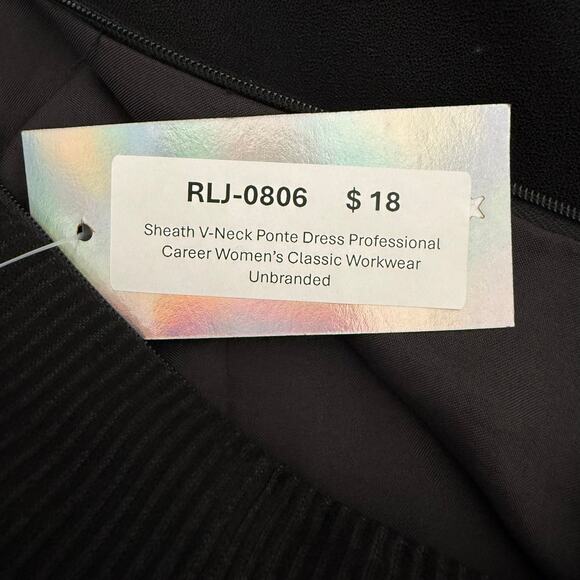 RLJ-0806 $ 18
Sheath V-Neck Ponte Dress Professional
Career Women's Classic Workwear
Unbranded